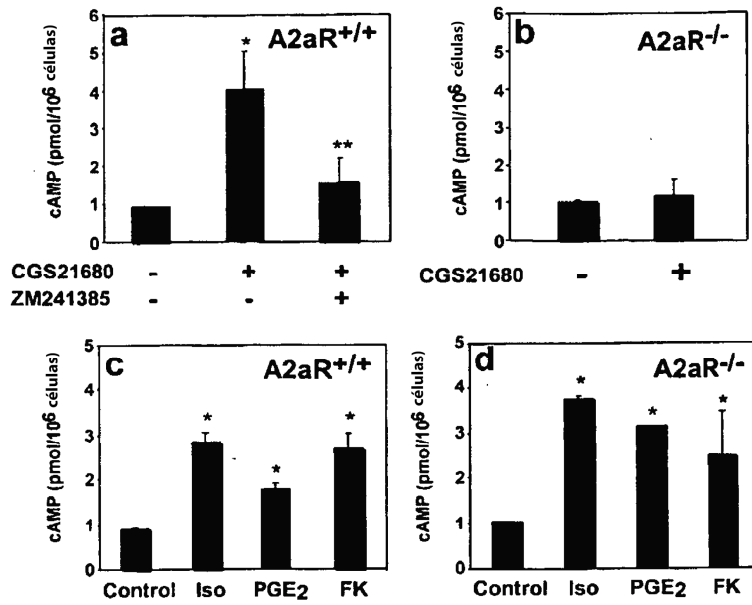 a A2aR+/+
cAMP (pmol/10⁶ células)
6
5
4
3
2
1
0
*
**
CGS21680 - + +
ZM241385 - - +
b A2aR-/-
cAMP (pmol/10⁶ células)
6
5
4
3
2
1
0
CGS21680 - +
c A2aR+/+
cAMP (pmol/10⁶ células)
5
4
3
2
1
0
* * *
Control Iso PGE₂ FK
d A2aR-/-
cAMP (pmol/10⁶ células)
5
4
3
2
1
0
* * *
Control Iso PGE₂ FK